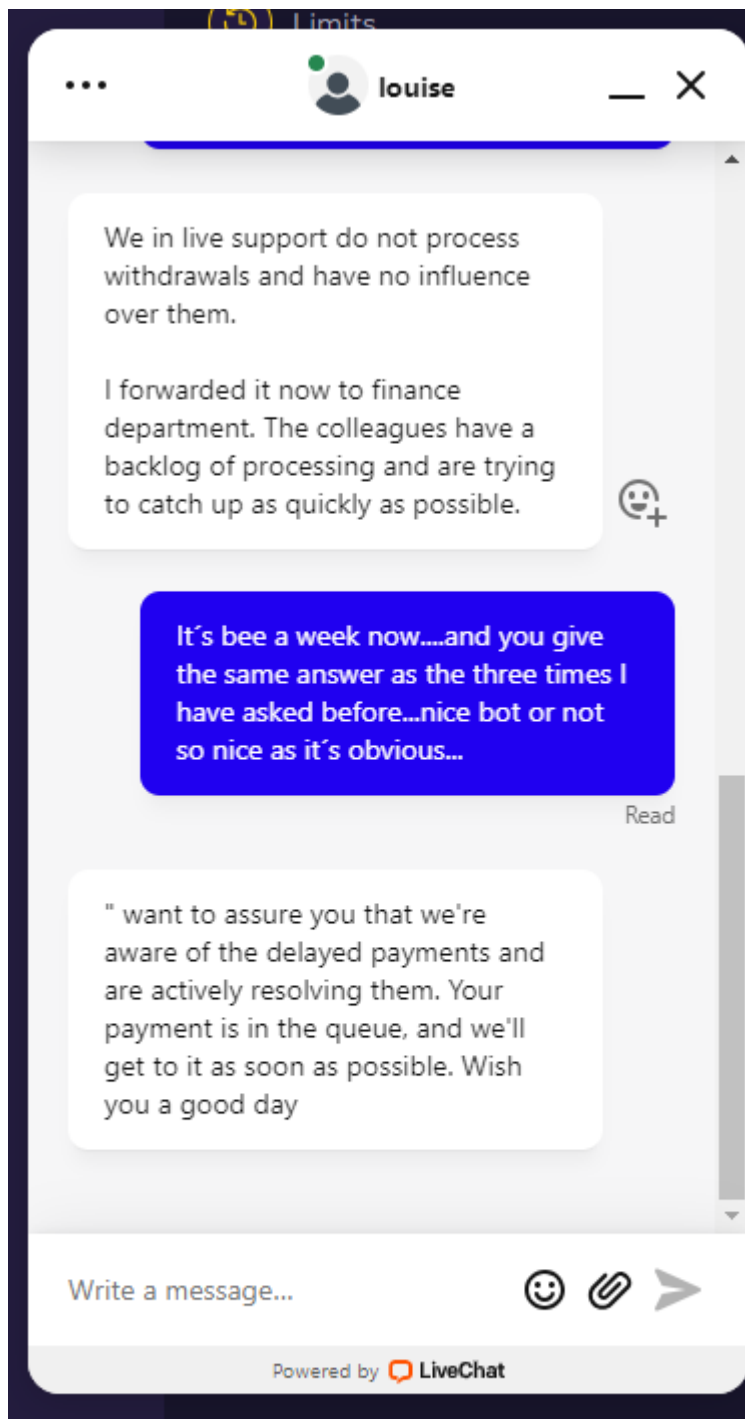 Limits
louise
We in live support do not process
withdrawals and have no influence
over them.
I forwarded it now to finance
department. The colleagues have a
backlog of processing and are trying
to catch up as quickly as possible.
It´s bee a week now....and you give
the same answer as the three times I
have asked before...nice bot or not
so nice as it´s obvious...
Read
" want to assure you that we're
aware of the delayed payments and
are actively resolving them. Your
payment is in the queue, and we'll
get to it as soon as possible. Wish
you a good day
Write a message...
Powered by LiveChat